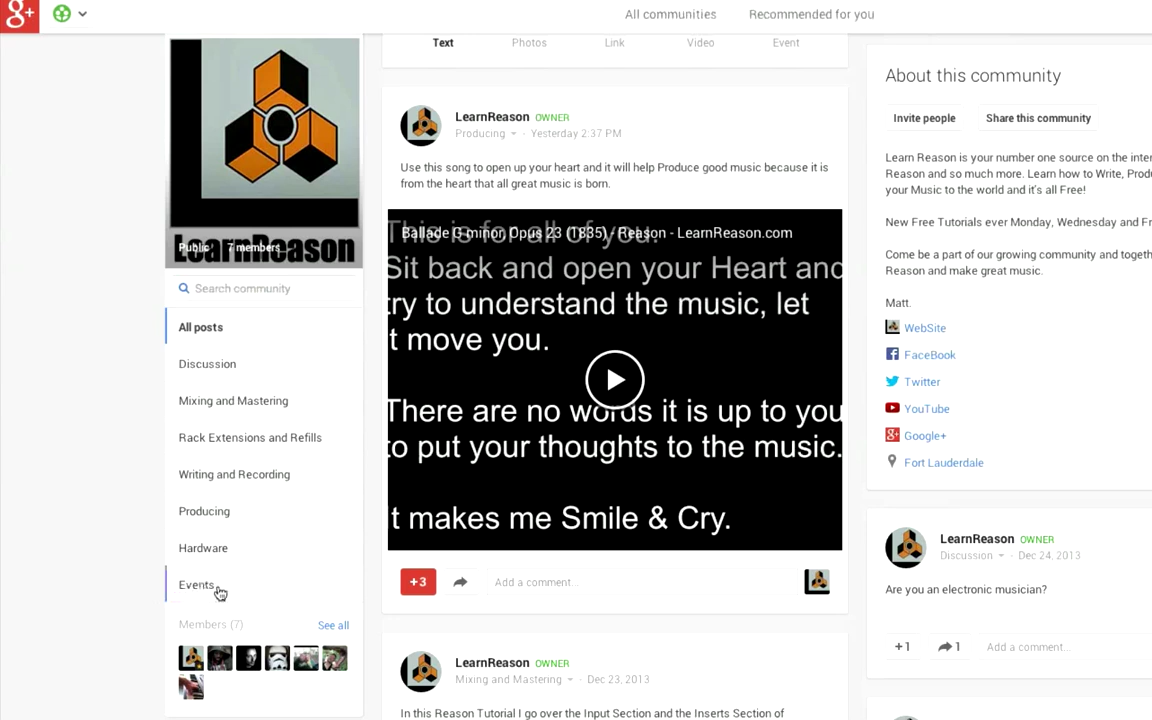 g+
All communities
Recommended for you
LearnReason
Public 7 members
Search community
All posts
Discussion
Mixing and Mastering
Rack Extensions and Refills
Writing and Recording
Producing
Hardware
Events
Members (7)
See all
Text
Photos
Link
Video
Event
LearnReason OWNER
Producing · Yesterday 2:37 PM
Use this song to open up your heart and it will help Produce good music because it is
from the heart that all great music is born.
This is for all of you.
Ballade G minor, Opus 23 (1835) - Reason - LearnReason.com
Sit back and open your Heart and
try to understand the music, let
it move you.
There are no words it is up to you
to put your thoughts to the music.
It makes me Smile & Cry.
+3
Add a comment...
LearnReason OWNER
Mixing and Mastering · Dec 23, 2013
In this Reason Tutorial I go over the Input Section and the Inserts Section of
About this community
Invite people
Share this community
Learn Reason is your number one source on the inter
Reason and so much more. Learn how to Write, Produ
your Music to the world and it's all Free!
New Free Tutorials ever Monday, Wednesday and Fr
Come be a part of our growing community and togeth
Reason and make great music.
Matt.
WebSite
FaceBook
Twitter
YouTube
Google+
Fort Lauderdale
LearnReason OWNER
Discussion · Dec 24, 2013
Are you an electronic musician?
+1
1
Add a comment...